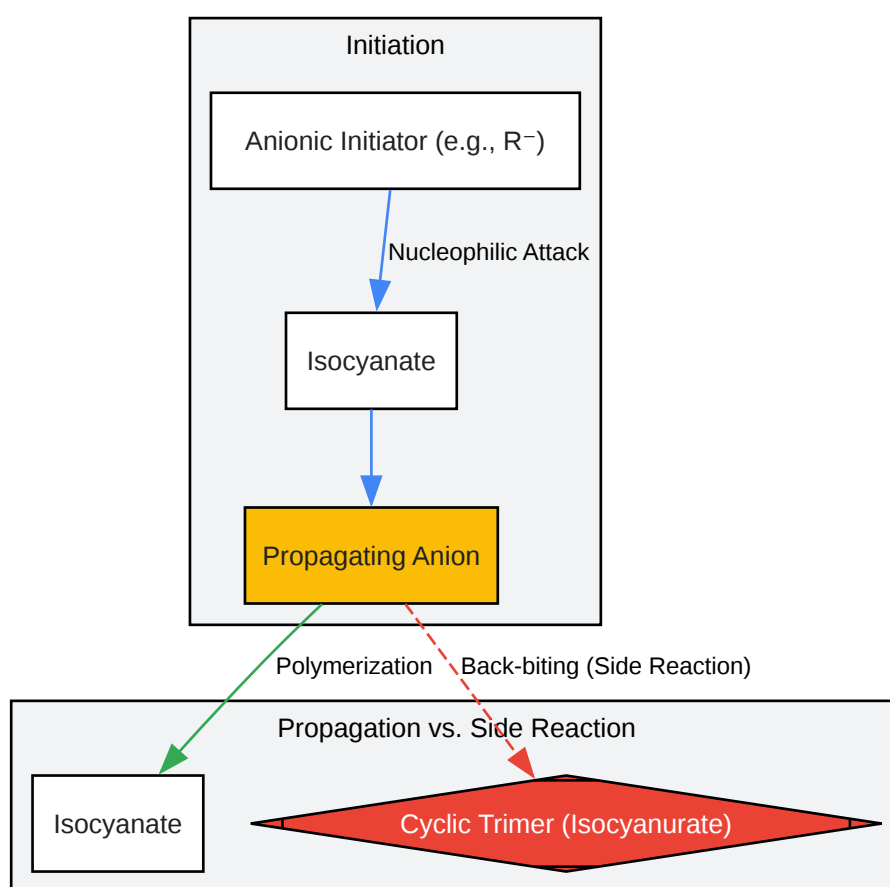 Initiation
Anionic Initiator (e.g., R⁻)
Nucleophilic Attack
Isocyanate
Propagating Anion
Polymerization
Back-biting (Side Reaction)
Propagation vs. Side Reaction
Isocyanate
Cyclic Trimer (Isocyanurate)